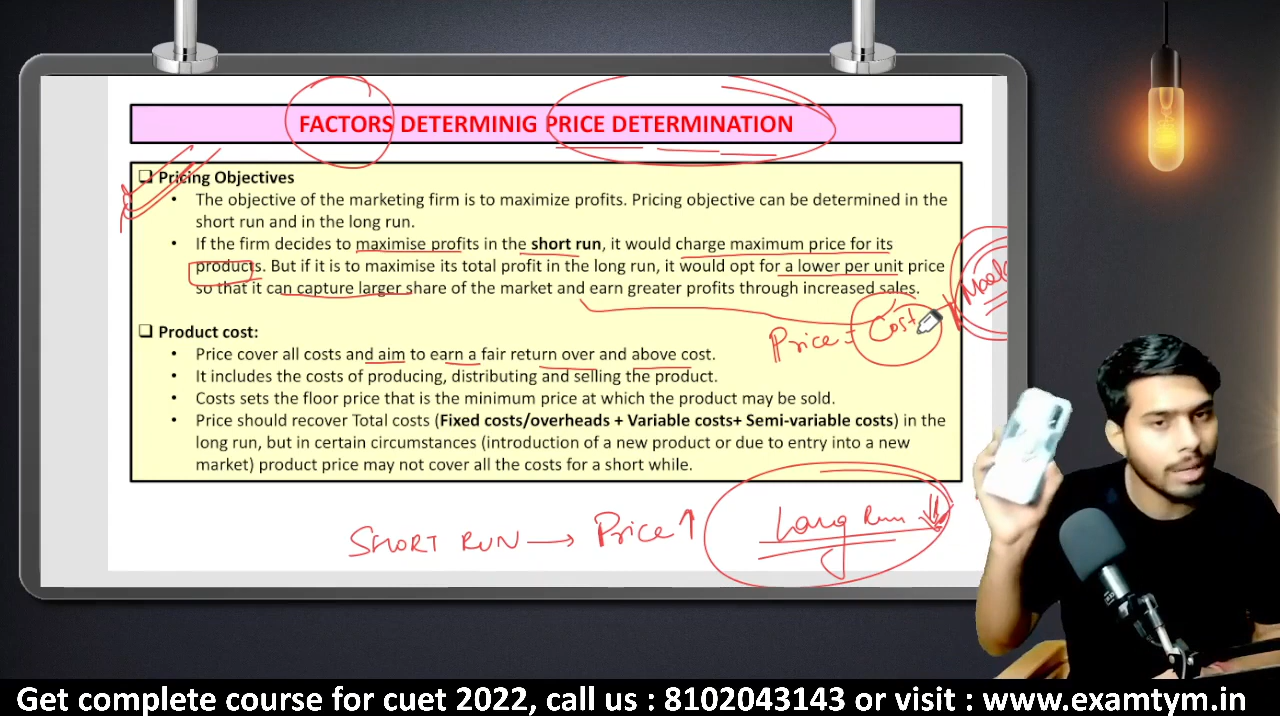 FACTORS DETERMINIG PRICE DETERMINATION
❑ Pricing Objectives
• The objective of the marketing firm is to maximize profits. Pricing objective can be determined in the
short run and in the long run.
• If the firm decides to maximise profits in the short run, it would charge maximum price for its
products. But if it is to maximise its total profit in the long run, it would opt for a lower per unit price
so that it can capture larger share of the market and earn greater profits through increased sales.
Price = Cost +
❑ Product cost:
• Price cover all costs and aim to earn a fair return over and above cost.
• It includes the costs of producing, distributing and selling the product.
• Costs sets the floor price that is the minimum price at which the product may be sold.
• Price should recover Total costs (Fixed costs/overheads + Variable costs+ Semi-variable costs) in the
long run, but in certain circumstances (introduction of a new product or due to entry into a new
market) product price may not cover all the costs for a short while.
SHORT RUN → Price ↑ Long Run ↓
Get complete course for cuet 2022, call us : 8102043143 or visit : www.examtym.in